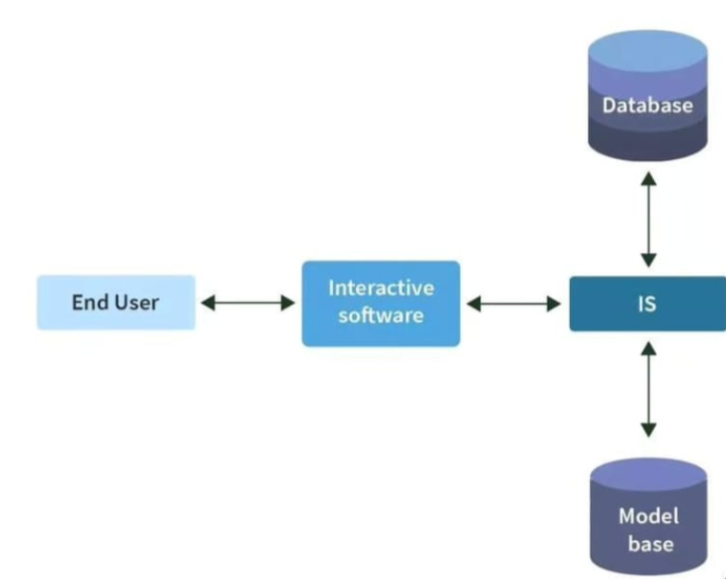 Database
End User
Interactive
software
IS
Model
base